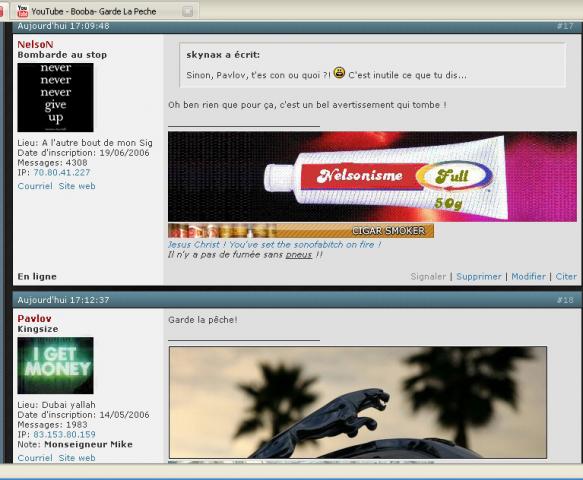 YouTube - Booba- Garde La Peche
Aujourd'hui 17:09:48 #17
NelsoN
Bombarde au stop
never
never
never
give
up
Lieu: A l'autre bout de mon Sig
Date d'inscription: 19/06/2006
Messages: 4308
IP: 70.80.41.227
Courriel Site web
En ligne
skynax a écrit:
Sinon, Pavlov, t'es con ou quoi ?! C'est inutile ce que tu dis...
Oh ben rien que pour ça, c'est un bel avertissement qui tombe !
Nelsonisme Full
50g
CIGAR SMOKER
Jesus Christ ! You've set the sonofabitch on fire !
Il n'y a pas de fumée sans pneus !!
Signaler | Supprimer | Modifier | Citer
Aujourd'hui 17:12:37 #18
Pavlov
Kingsize
I GET
MONEY
Lieu: Dubai yallah
Date d'inscription: 14/05/2006
Messages: 1983
IP: 83.153.80.159
Note: Monseigneur Mike
Courriel Site web
Garde la pêche!